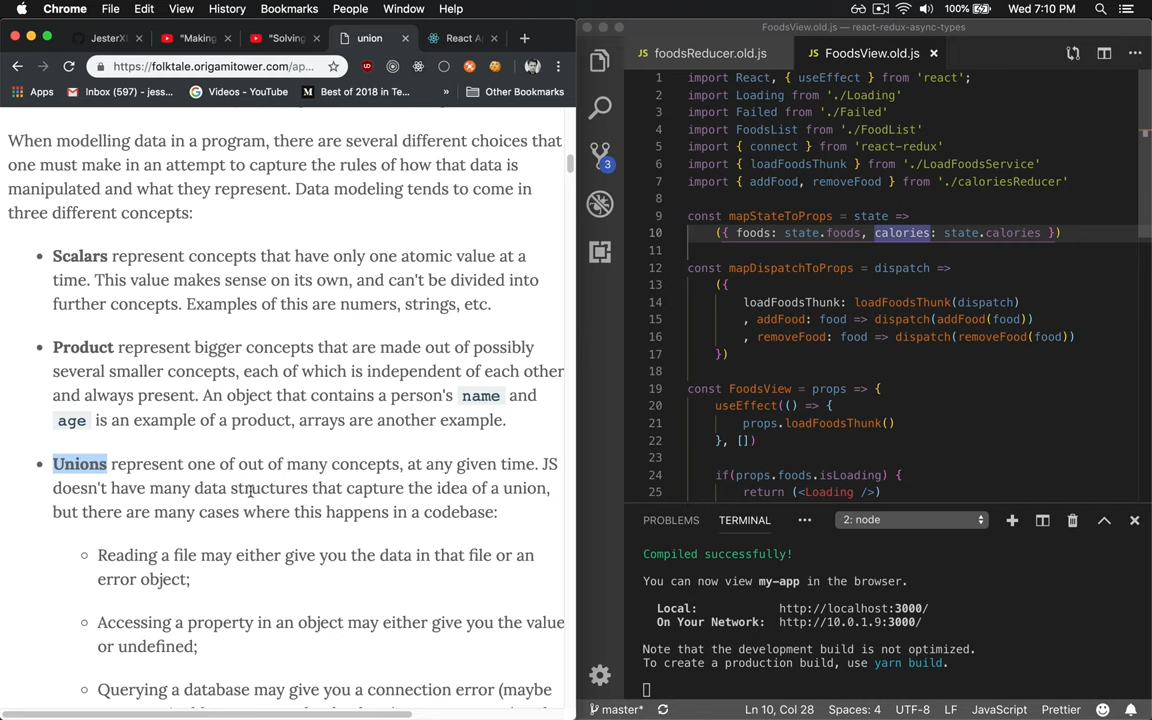 Chrome File Edit View History Bookmarks People Window Help
100% Wed 7:10 PM
JesterXL
"Making
"Solving
union
React A
https://folktale.origamitower.com/ap...
Apps
Inbox (597) - jess...
Videos - YouTube
Best of 2018 in Te...
»
Other Bookmarks
When modelling data in a program, there are several different choices that
one must make in an attempt to capture the rules of how that data is
manipulated and what they represent. Data modeling tends to come in
three different concepts:
• Scalars represent concepts that have only one atomic value at a
time. This value makes sense on its own, and can't be divided into
further concepts. Examples of this are numers, strings, etc.
• Product represent bigger concepts that are made out of possibly
several smaller concepts, each of which is independent of each other
and always present. An object that contains a person's name and
age is an example of a product, arrays are another example.
• Unions represent one of out of many concepts, at any given time. JS
doesn't have many data structures that capture the idea of a union,
but there are many cases where this happens in a codebase:
◦ Reading a file may either give you the data in that file or an
error object;
◦ Accessing a property in an object may either give you the value
or undefined;
◦ Querying a database may give you a connection error (maybe
FoodsView.old.js — react-redux-async-types
JS foodsReducer.old.js
JS FoodsView.old.js
3
1 import React, { useEffect } from 'react';
2 import Loading from './Loading'
3 import Failed from './Failed'
4 import FoodsList from './FoodList'
5 import { connect } from 'react-redux'
6 import { loadFoodsThunk } from './LoadFoodsService'
7 import { addFood, removeFood } from './caloriesReducer'
8
9 const mapStateToProps = state =>
10 ({ foods: state.foods, calories: state.calories })
11
12 const mapDispatchToProps = dispatch =>
13 ({
14 loadFoodsThunk: loadFoodsThunk(dispatch)
15 , addFood: food => dispatch(addFood(food))
16 , removeFood: food => dispatch(removeFood(food))
17 })
18
19 const FoodsView = props => {
20 useEffect(() => {
21 props.loadFoodsThunk()
22 }, [])
23
24 if(props.foods.isLoading) {
25 return (<Loading />)
PROBLEMS TERMINAL ... 2: node
Compiled successfully!
You can now view my-app in the browser.
Local: http://localhost:3000/
On Your Network: http://10.0.1.9:3000/
Note that the development build is not optimized.
To create a production build, use yarn build.
master* Ln 10, Col 28 Spaces: 4 UTF-8 LF JavaScript Prettier